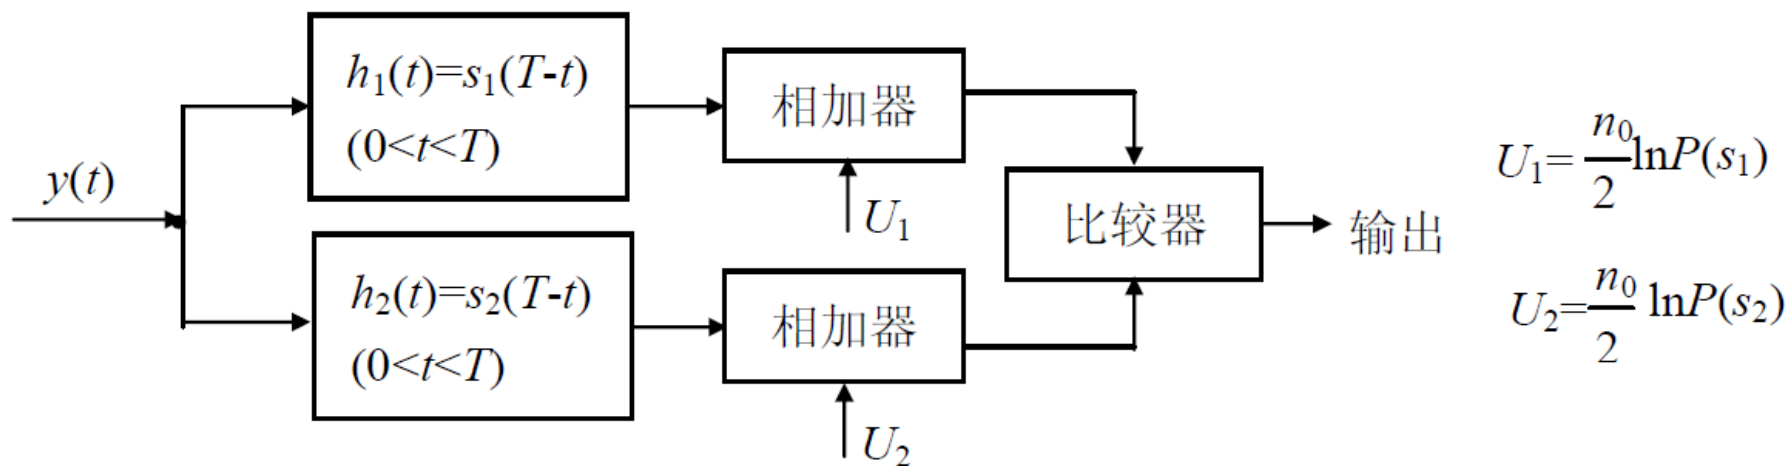 h₁(t)=s₁(T-t)
(0<t<T)
相加器
y(t)
U₁
U₁= n₀/2 lnP(s₁)
比较器
输出
h₂(t)=s₂(T-t)
(0<t<T)
相加器
U₂
U₂= n₀/2 lnP(s₂)